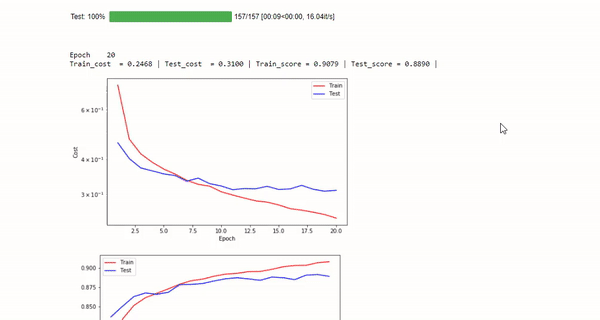 Test: 100% 157/157 [00:09<00:00, 16.04it/s]
Epoch 20
Train_cost = 0.2468 | Test_cost = 0.3100 | Train_score = 0.9079 | Test_score = 0.8890 |
Train
Test
6 × 10⁻¹
4 × 10⁻¹
3 × 10⁻¹
Cost
2.5 5.0 7.5 10.0 12.5 15.0 17.5 20.0
Epoch
Train
Test
0.900
0.875
0.850